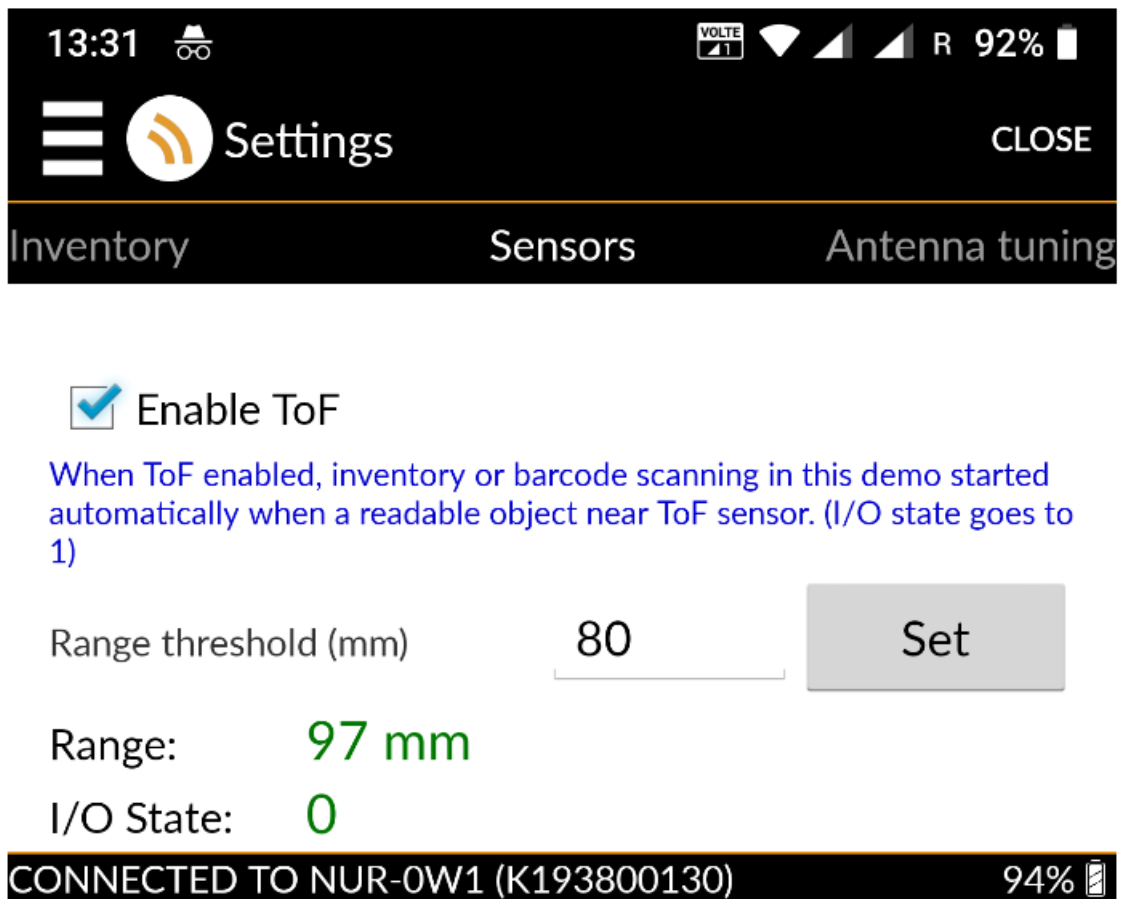 13:31 VOLTE 1 R 92%
Settings CLOSE
Inventory Sensors Antenna tuning
Enable ToF
When ToF enabled, inventory or barcode scanning in this demo started
automatically when a readable object near ToF sensor. (I/O state goes to
1)
Range threshold (mm) 80 Set
Range: 97 mm
I/O State: 0
CONNECTED TO NUR-0W1 (K193800130) 94%